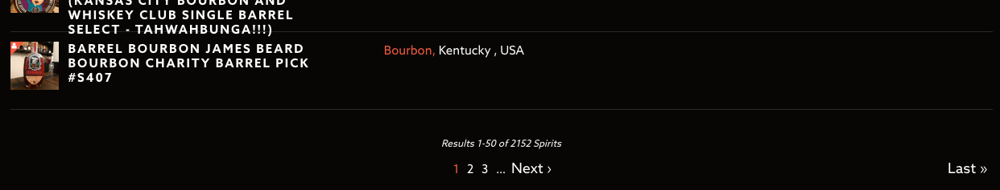 (KANSAS CITY BOURBON AND
WHISKEY CLUB SINGLE BARREL
SELECT - TAHWAHBUNGA!!!)
BARREL BOURBON JAMES BEARD
BOURBON CHARITY BARREL PICK
#S407
Bourbon, Kentucky , USA
Results 1-50 of 2152 Spirits
1 2 3 ... Next ›
Last »